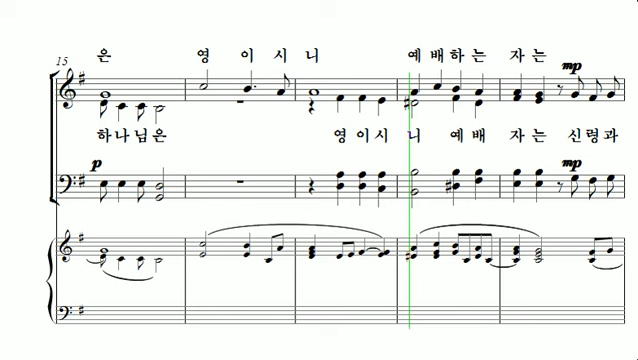 온 영 이 시 니 예 배 하 는 자 는
15
mp
하 나 님 은 영 이 시 니 예 배 자 는 신 령 과
p
mp